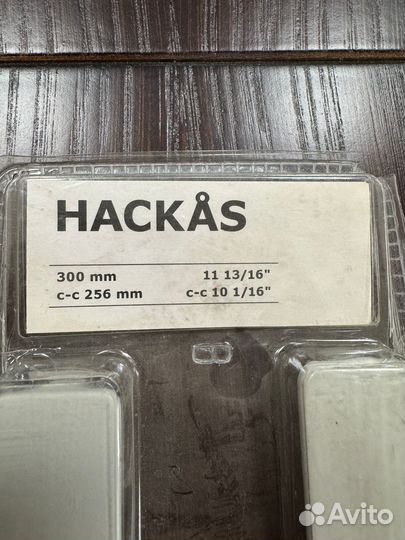 HACKÅS
300 mm 11 13/16"
c-c 256 mm c-c 10 1/16"
Avito